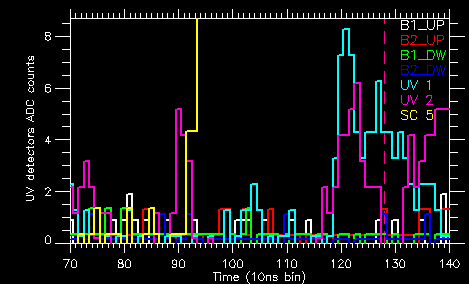 B1_UP
B2_UP
B1_DW
B2_DW
UV 1
UV 2
SC 5
UV detectors ADC counts
8
6
4
2
0
70 80 90 100 110 120 130 140
Time (10ns bin)